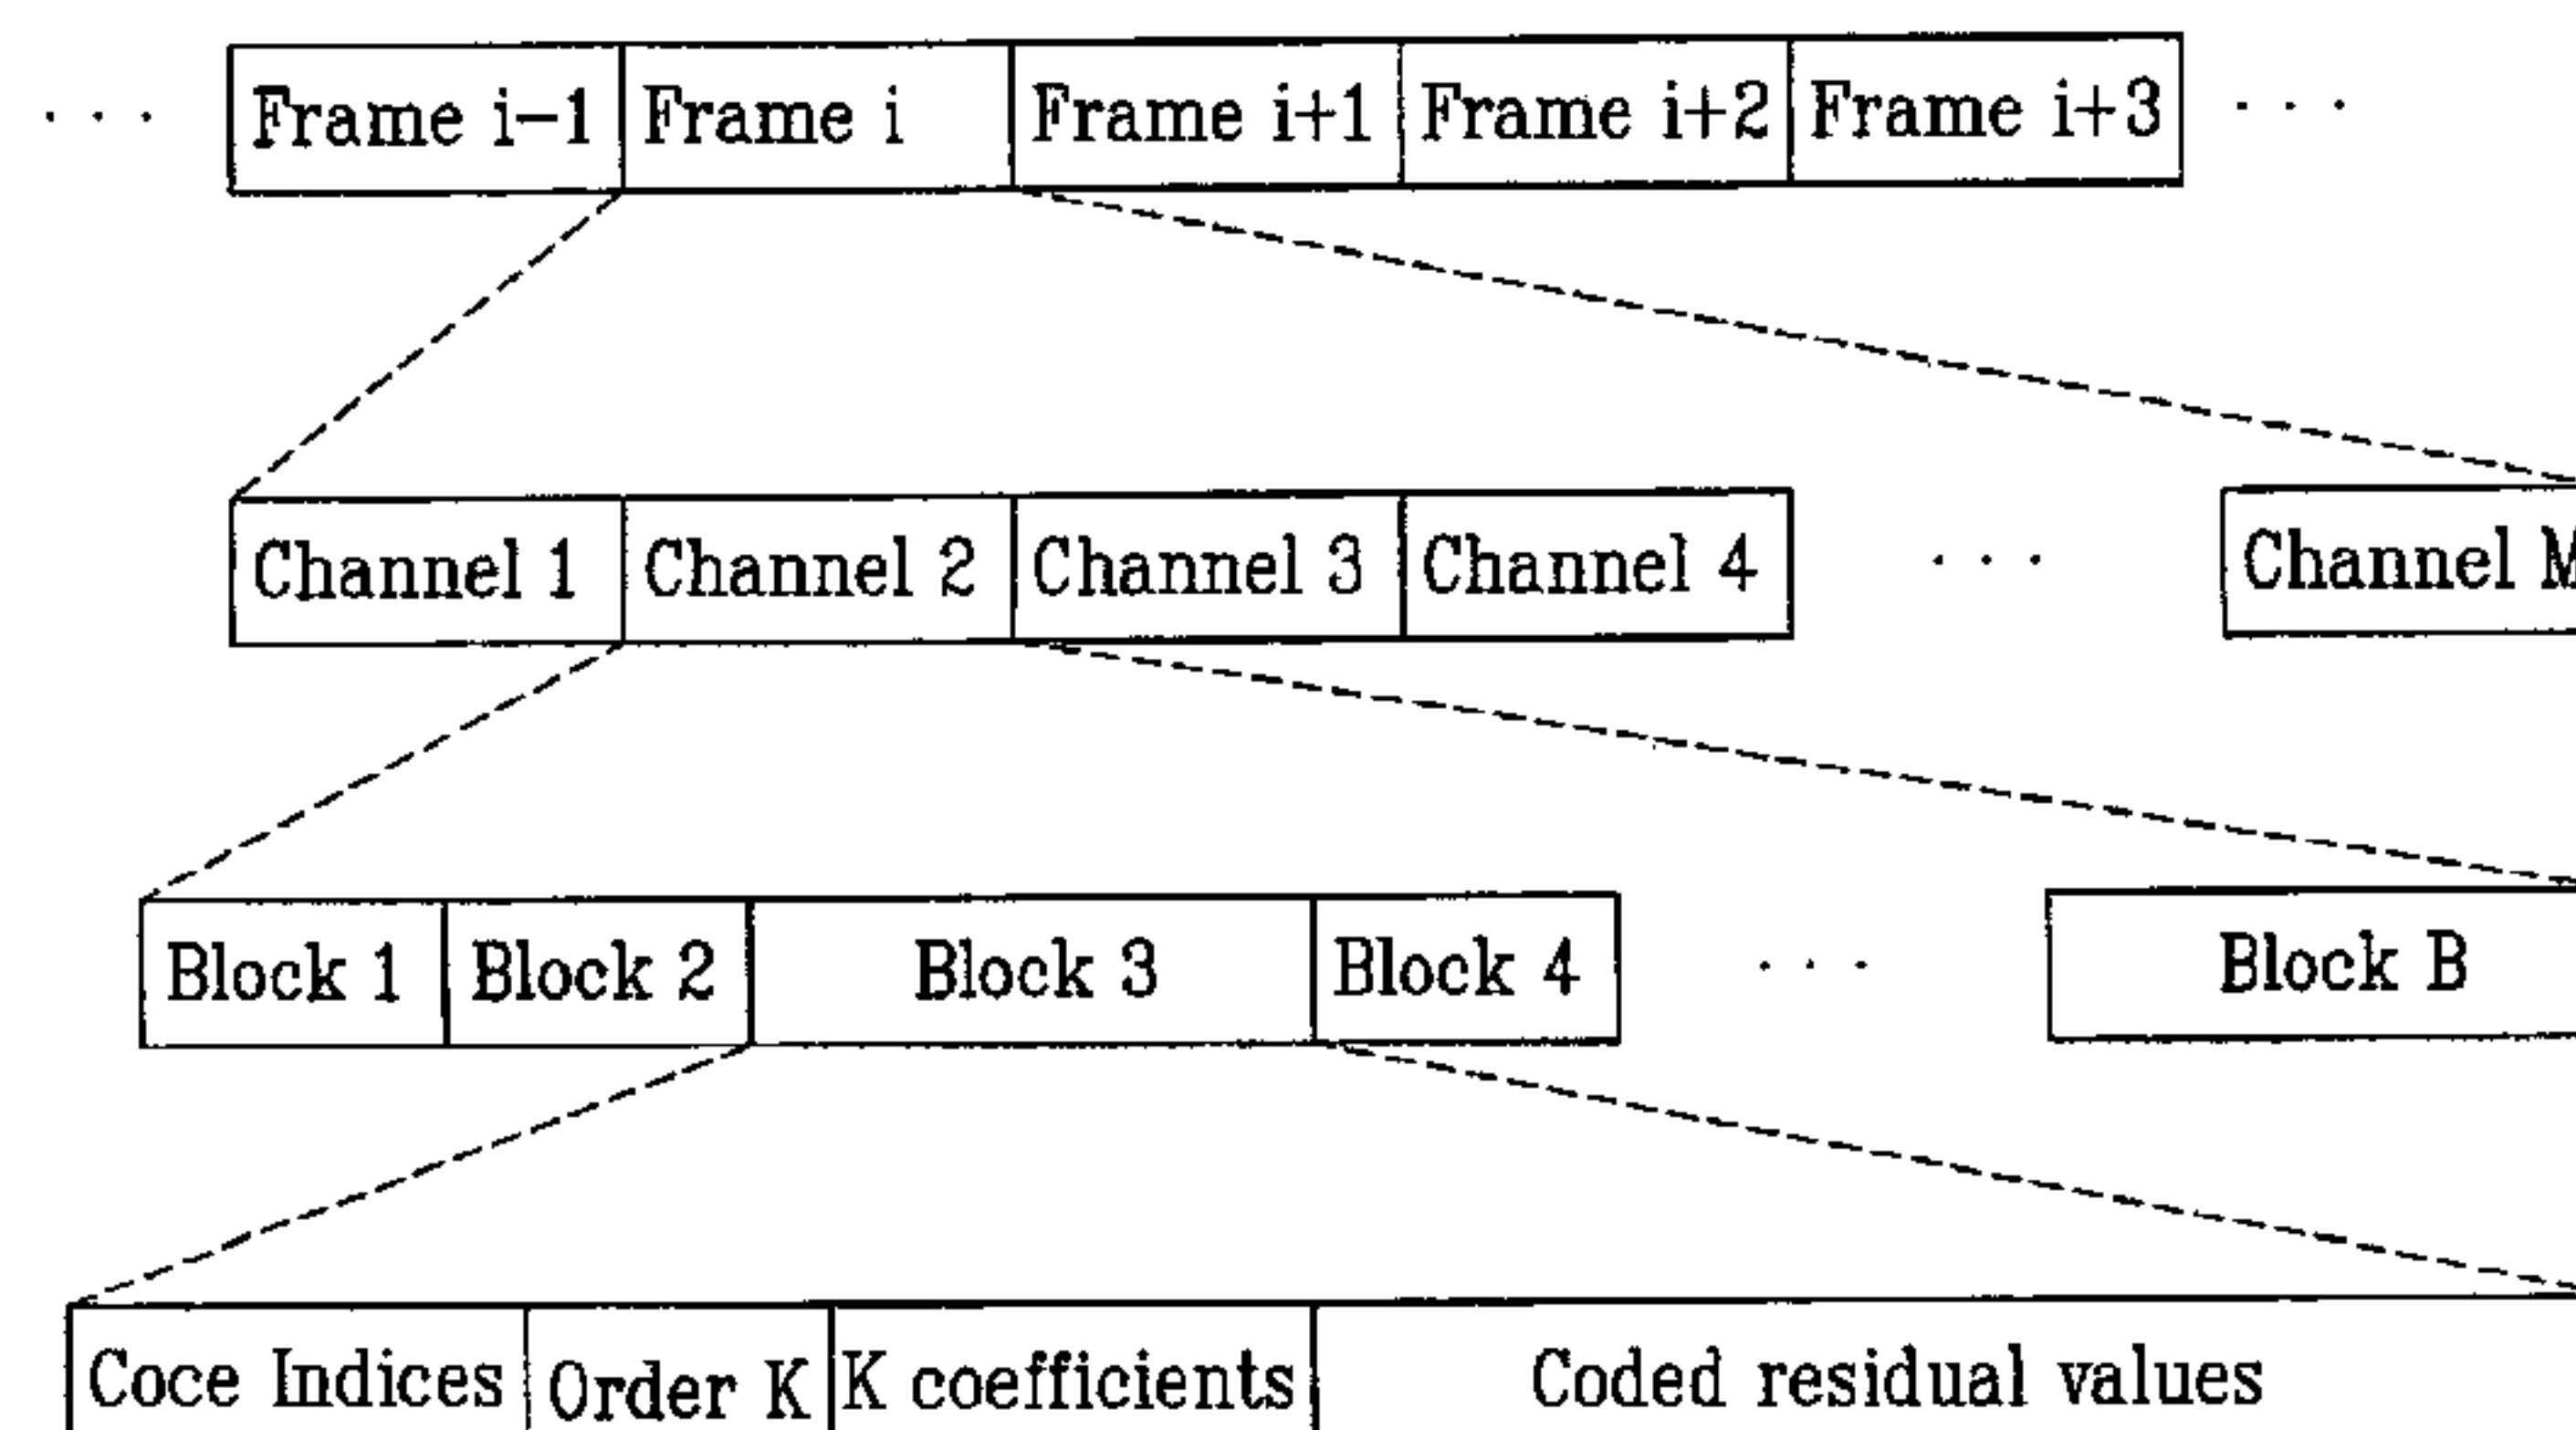 · · · Frame i-1 Frame i Frame i+1 Frame i+2 Frame i+3 · · ·
Channel 1 Channel 2 Channel 3 Channel 4 · · · Channel M
Block 1 Block 2 Block 3 Block 4 · · · Block B
Coce Indices Order K K coefficients Coded residual values